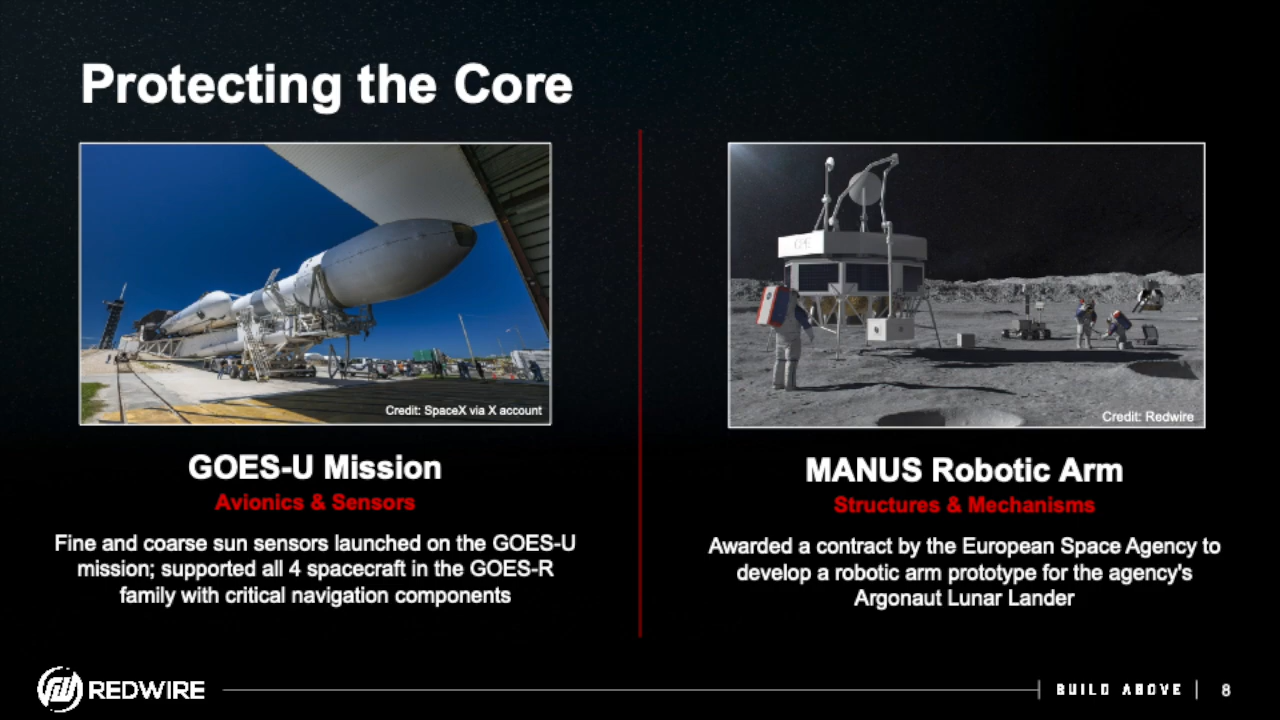 Protecting the Core
Credit: SpaceX via X account
GOES-U Mission
Avionics & Sensors
Fine and coarse sun sensors launched on the GOES-U
mission; supported all 4 spacecraft in the GOES-R
family with critical navigation components
Credit: Redwire
MANUS Robotic Arm
Structures & Mechanisms
Awarded a contract by the European Space Agency to
develop a robotic arm prototype for the agency's
Argonaut Lunar Lander
REDWIRE
BUILD ABOVE
8